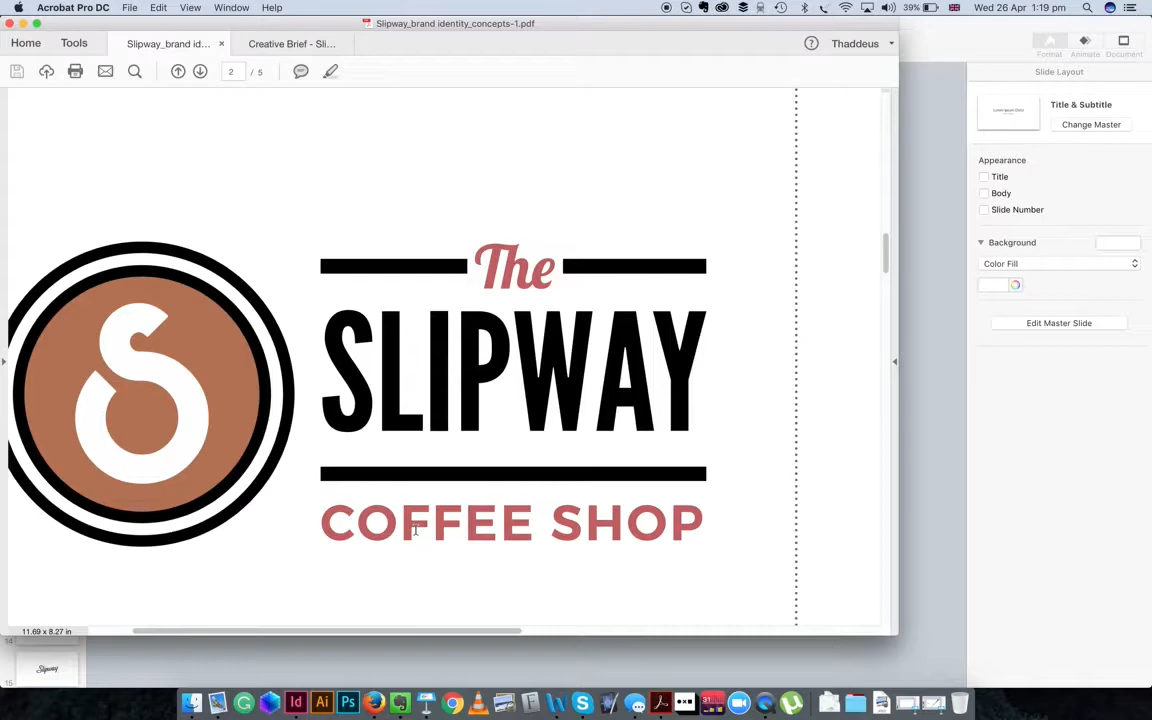 Acrobat Pro DC File Edit View Window Help 39% Wed 26 Apr 1:19 pm
Slipway_brand identity_concepts-1.pdf
Home Tools Slipway_brand id... × Creative Brief - Sli... ? Thaddeus
2 / 5
The
SLIPWAY
COFFEE SHOP
11.69 x 8.27 in
14
Slipway
15
Format Animate Document
Slide Layout
Title & Subtitle
Change Master
Appearance
Title
Body
Slide Number
Background
Color Fill
Edit Master Slide